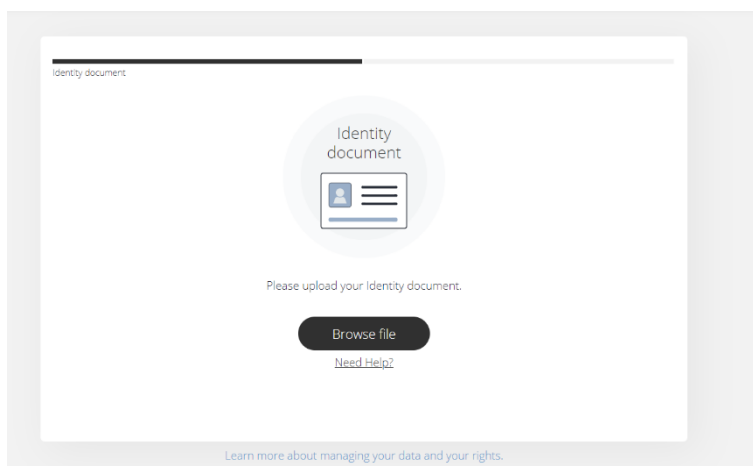 Identity document
Identity
document
Please upload your Identity document.
Browse file
Need Help?
Learn more about managing your data and your rights.